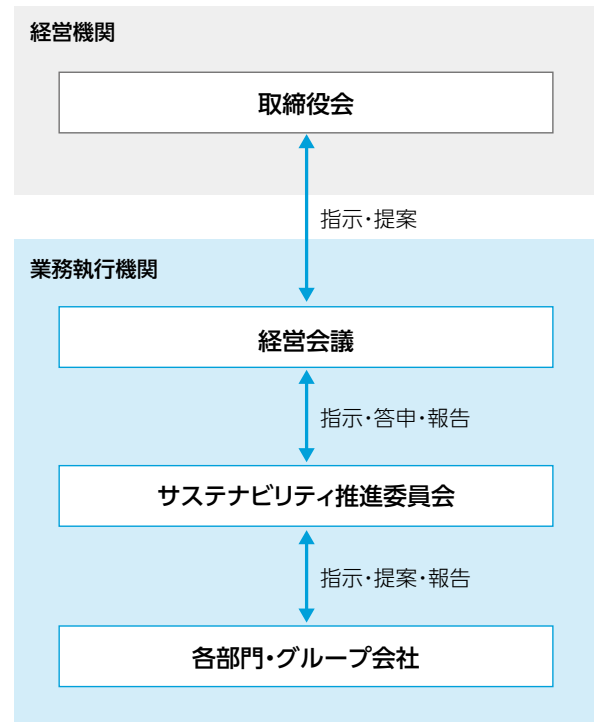 経営機関
取締役会
指示・提案
業務執行機関
経営会議
指示・答申・報告
サステナビリティ推進委員会
指示・提案・報告
各部門・グループ会社